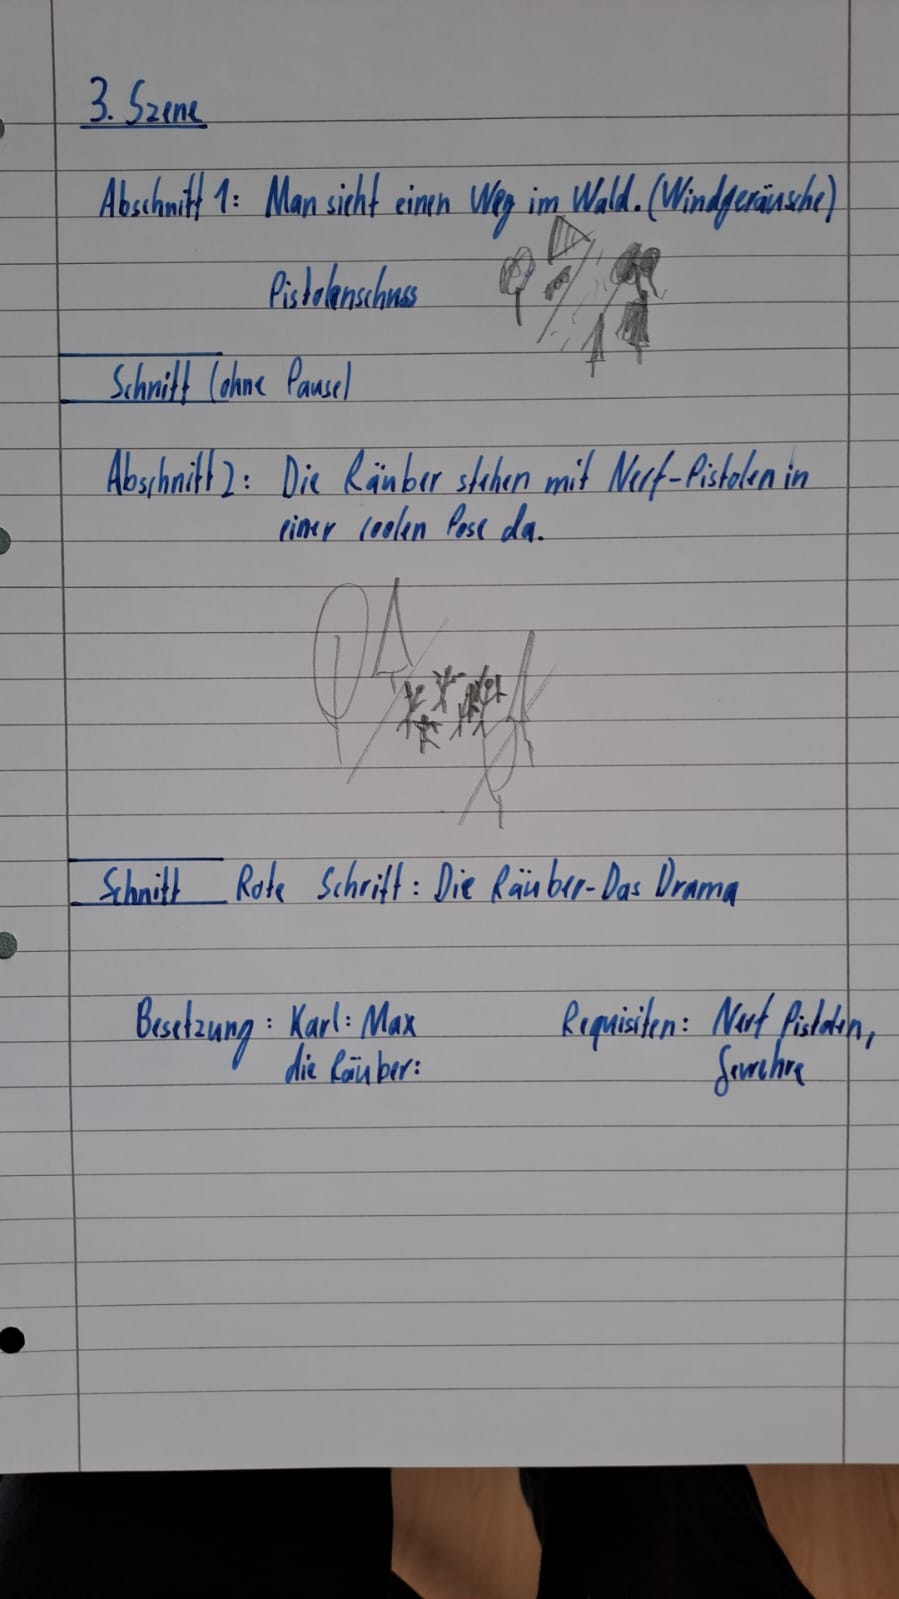 3. Szene
Abschnitt 1: Man sieht einen Weg im Wald. (Windgeräusche)
Pistolenschuss
Schnitt (ohne Pause)
Abschnitt 2: Die Räuber stehen mit Nerf-Pistolen in
einer coolen Pose da.
Schnitt Rote Schrift: Die Räuber-Das Drama
Besetzung: Karl: Max Requisiten: Nerf Pistolen,
die Räuber: Gewehre